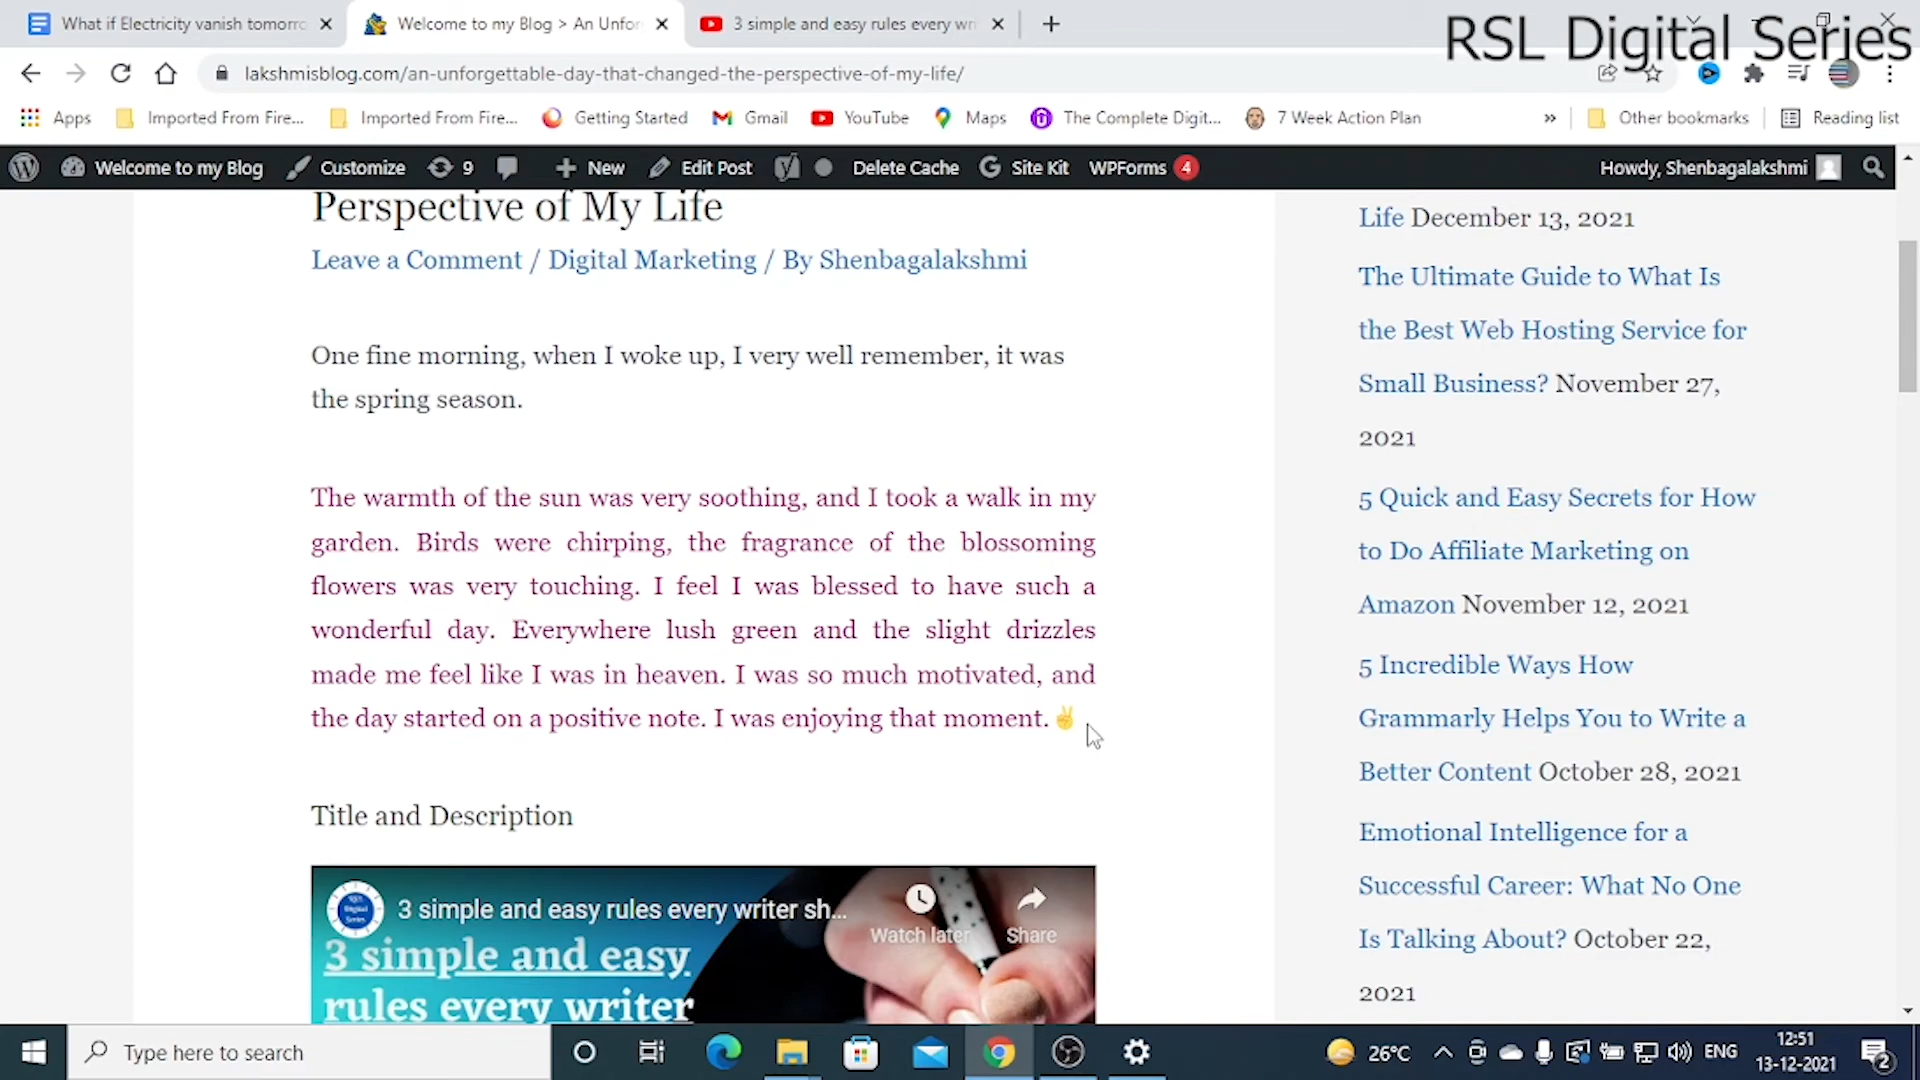 What if Electricity vanish tomorro
Welcome to my Blog > An Unfor
3 simple and easy rules every wri
RSL Digital Series
lakshmisblog.com/an-unforgettable-day-that-changed-the-perspective-of-my-life/
Apps Imported From Fire... Imported From Fire... Getting Started Gmail YouTube Maps The Complete Digit... 7 Week Action Plan » Other bookmarks Reading list
Welcome to my Blog Customize 9 New Edit Post Delete Cache Site Kit WPForms 4 Howdy, Shenbagalakshmi
Perspective of My Life
Leave a Comment / Digital Marketing / By Shenbagalakshmi
One fine morning, when I woke up, I very well remember, it was
the spring season.
The warmth of the sun was very soothing, and I took a walk in my
garden. Birds were chirping, the fragrance of the blossoming
flowers was very touching. I feel I was blessed to have such a
wonderful day. Everywhere lush green and the slight drizzles
made me feel like I was in heaven. I was so much motivated, and
the day started on a positive note. I was enjoying that moment.✌
Title and Description
3 simple and easy rules every writer sh...
Watch later
Share
3 simple and easy
rules every writer
Life December 13, 2021
The Ultimate Guide to What Is
the Best Web Hosting Service for
Small Business? November 27,
2021
5 Quick and Easy Secrets for How
to Do Affiliate Marketing on
Amazon November 12, 2021
5 Incredible Ways How
Grammarly Helps You to Write a
Better Content October 28, 2021
Emotional Intelligence for a
Successful Career: What No One
Is Talking About? October 22,
2021
Type here to search
26°C
ENG
12:51
13-12-2021
2